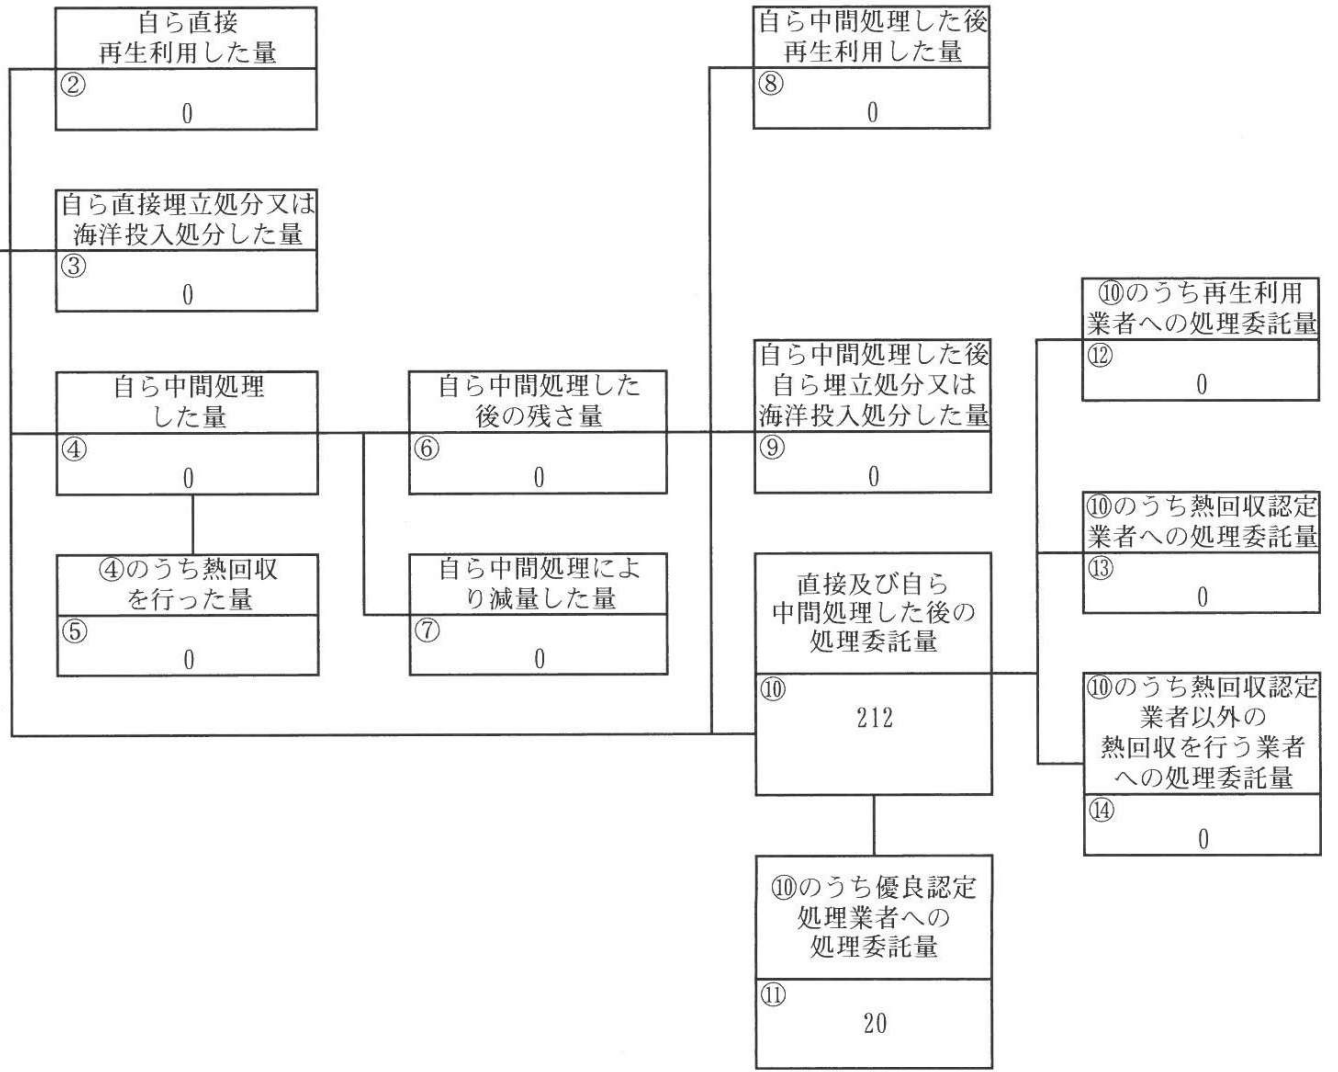 自ら直接
再生利用した量
②
0
自ら直接埋立処分又は
海洋投入処分した量
③
0
自ら中間処理
した量
④
0
④のうち熱回収
を行った量
⑤
0
自ら中間処理した
後の残さ量
⑥
0
自ら中間処理によ
り減量した量
⑦
0
自ら中間処理した後
再生利用した量
⑧
0
自ら中間処理した後
自ら埋立処分又は
海洋投入処分した量
⑨
0
直接及び自ら
中間処理した後の
処理委託量
⑩
212
⑩のうち優良認定
処理業者への
処理委託量
⑪
20
⑩のうち再生利用
業者への処理委託量
⑫
0
⑩のうち熱回収認定
業者への処理委託量
⑬
0
⑩のうち熱回収認定
業者以外の
熱回収を行う業者
への処理委託量
⑭
0